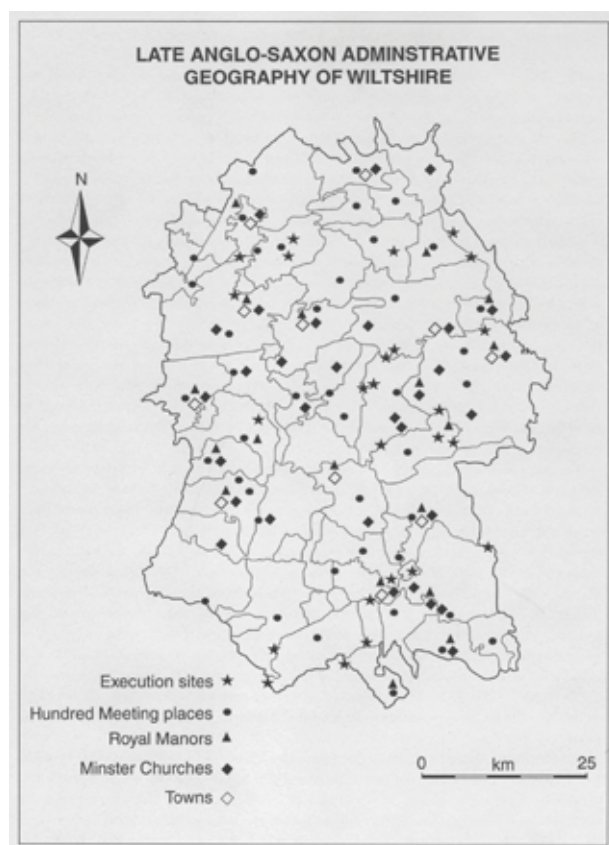 LATE ANGLO-SAXON ADMINSTRATIVE
GEOGRAPHY OF WILTSHIRE
N
Execution sites
Hundred Meeting places
Royal Manors
Minster Churches
Towns
0 km 25